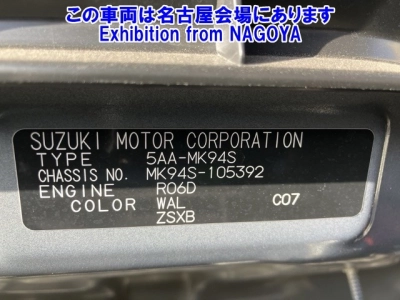 この車両は名古屋会場にあります
Exhibition from NAGOYA
SUZUKI MOTOR CORPORATION
TYPE 5AA-MK94S
CHASSIS NO. MK94S-105392
ENGINE R06D
COLOR WAL C07
ZSXB